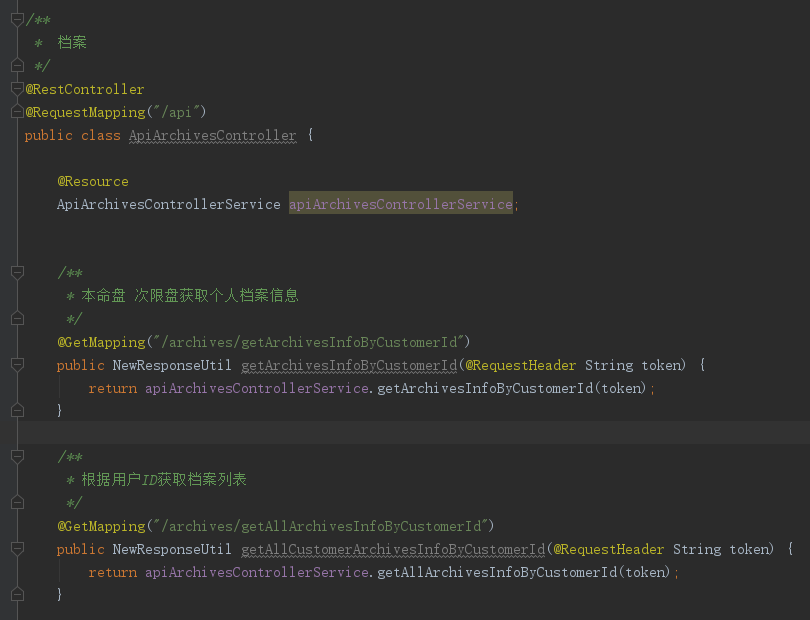 /**
 *  档案
 */
@RestController
@RequestMapping("/api")
public class ApiArchivesController {
@Resource
ApiArchivesControllerService apiArchivesControllerService;
/**
 * 本命盘 次限盘获取个人档案信息
 */
@GetMapping("/archives/getArchivesInfoByCustomerId")
public NewResponseUtil getArchivesInfoByCustomerId(@RequestHeader String token) {
return apiArchivesControllerService.getArchivesInfoByCustomerId(token);
}
/**
 * 根据用户ID获取档案列表
 */
@GetMapping("/archives/getAllArchivesInfoByCustomerId")
public NewResponseUtil getAllCustomerArchivesInfoByCustomerId(@RequestHeader String token) {
return apiArchivesControllerService.getAllArchivesInfoByCustomerId(token);
}